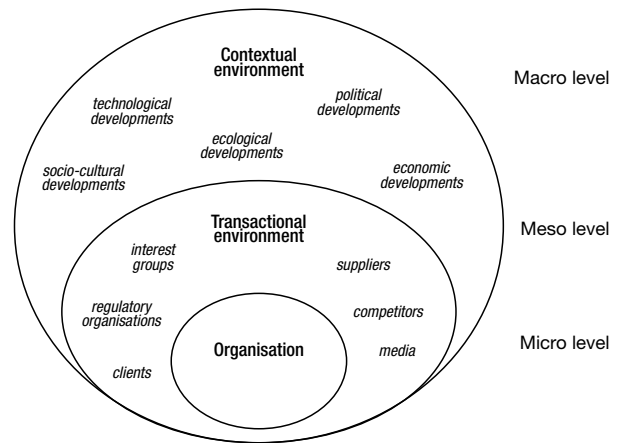 Contextual
environment
Macro level
political
developments
technological
developments
ecological
developments
socio-cultural
developments
economic
developments
Transactional
environment
Meso level
interest
groups
suppliers
regulatory
organisations
competitors
Organisation
media
Micro level
clients